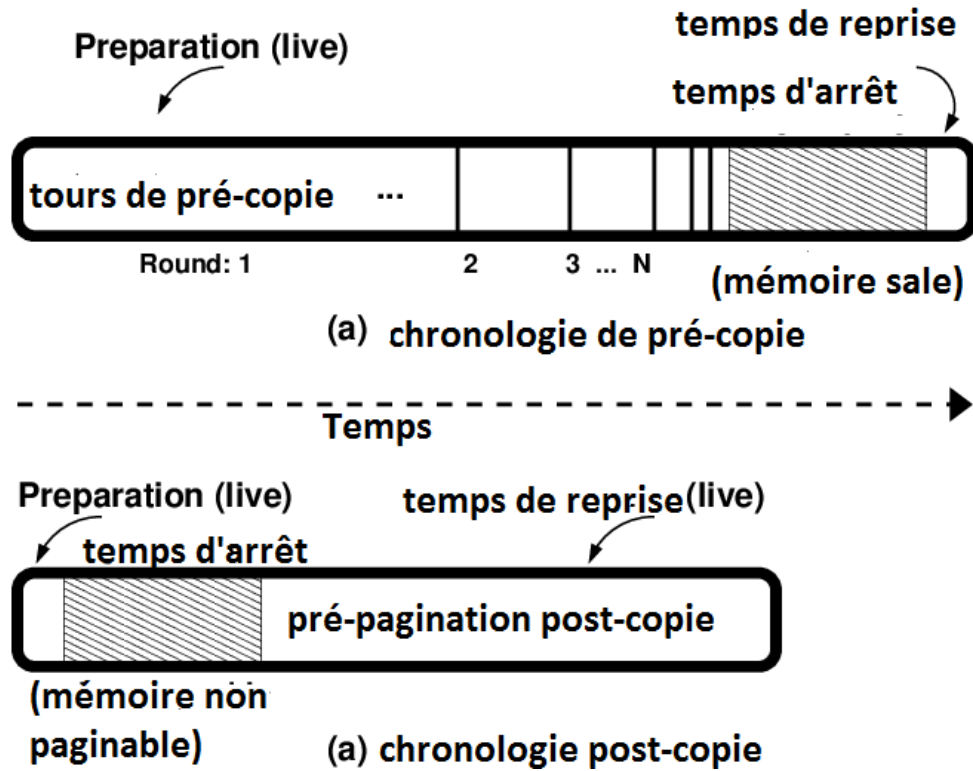 temps de reprise
Preparation (live)
temps d'arrêt
tours de pré-copie ...
Round: 1 2 3 ... N
(mémoire sale)
(a) chronologie de pré-copie
Temps
Preparation (live)
temps de reprise (live)
temps d'arrêt
pré-pagination post-copie
(mémoire non
paginable)
(a) chronologie post-copie